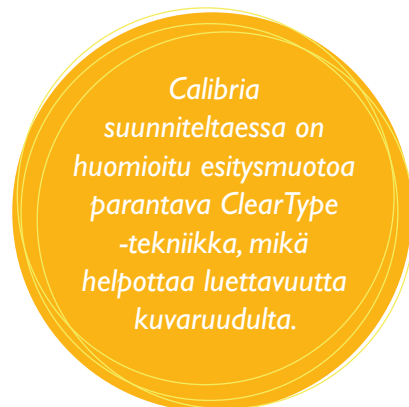 Calibria
suunniteltaessa on
huomioitu esitysmuotoa
parantava ClearType
-tekniikka, mikä
helpottaa luettavuutta
kuvaruudulta.